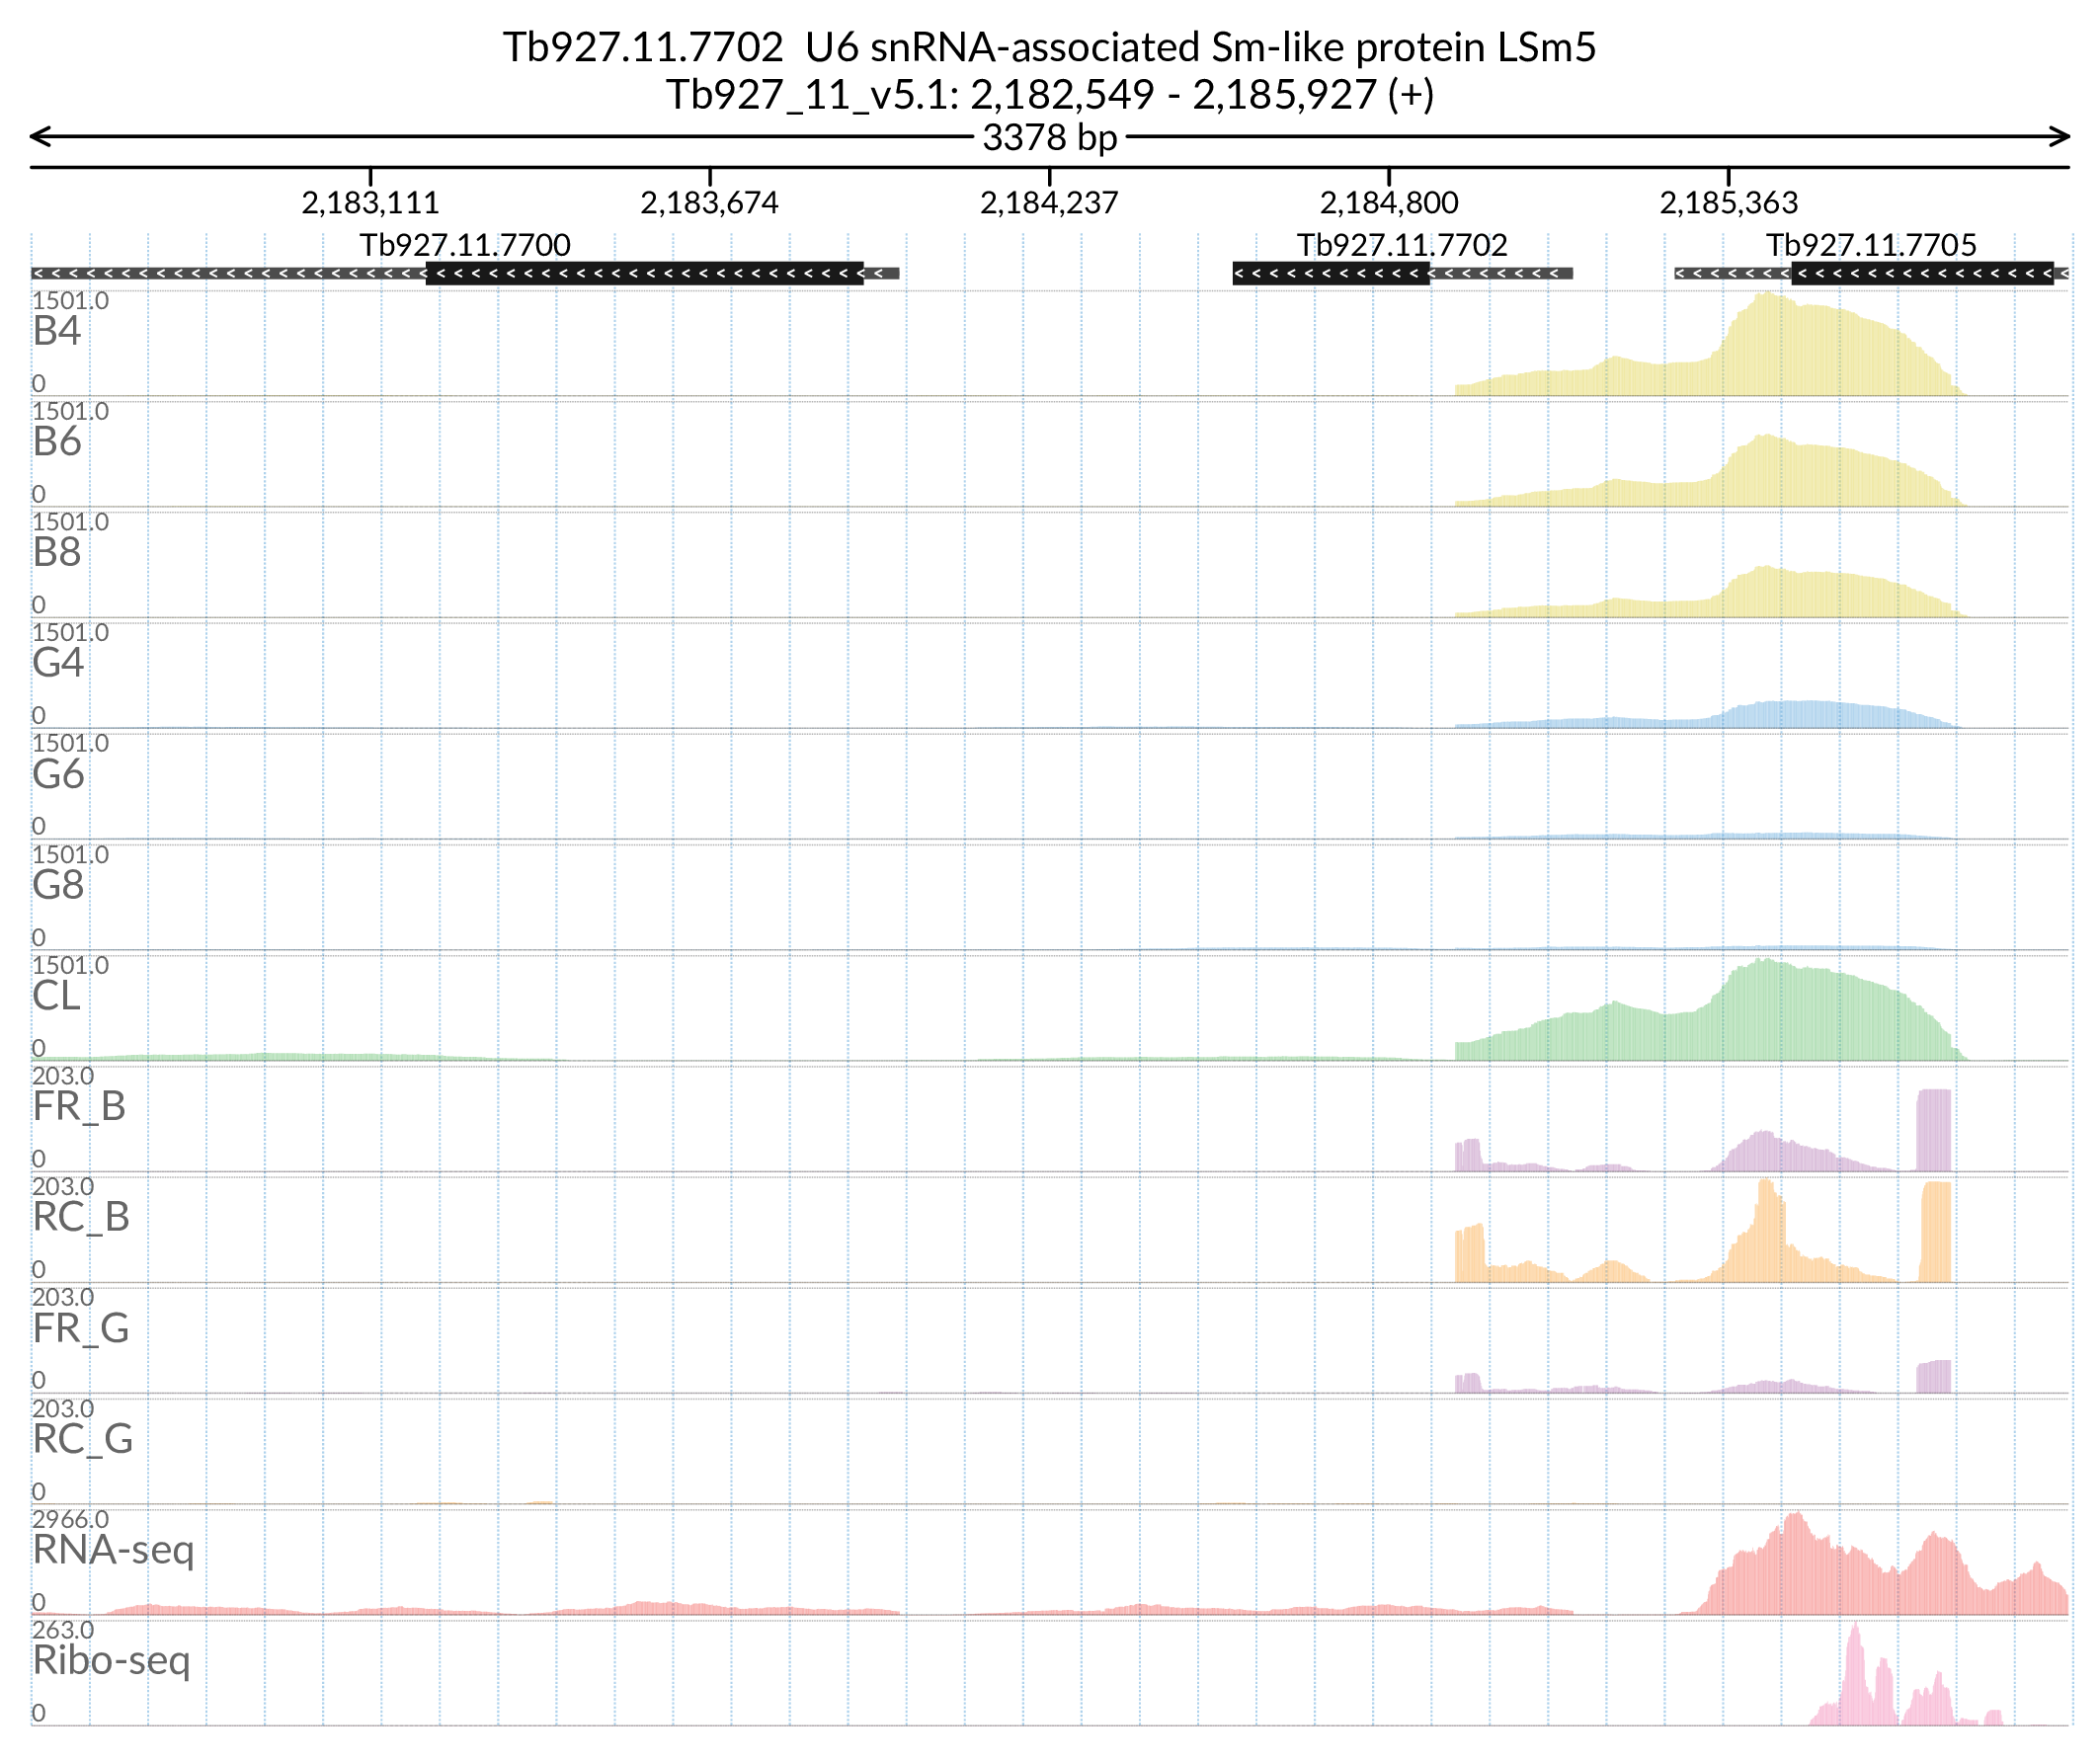 Tb927.11.7702  U6 snRNA-associated Sm-like protein LSm5
Tb927_11_v5.1: 2,182,549 - 2,185,927 (+)
3378 bp
2,183,111 2,183,674 2,184,237 2,184,800 2,185,363
Tb927.11.7700 Tb927.11.7702 Tb927.11.7705
1501.0
B4
0
1501.0
B6
0
1501.0
B8
0
1501.0
G4
0
1501.0
G6
0
1501.0
G8
0
1501.0
CL
0
203.0
FR_B
0
203.0
RC_B
0
203.0
FR_G
0
203.0
RC_G
0
2966.0
RNA-seq
0
263.0
Ribo-seq
0